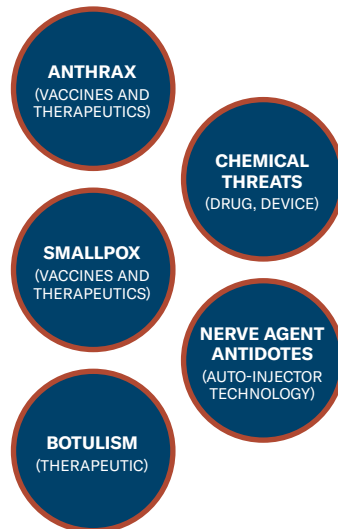 ANTHRAX
(VACCINES AND
THERAPEUTICS)
CHEMICAL
THREATS
(DRUG, DEVICE)
SMALLPOX
(VACCINES AND
THERAPEUTICS)
NERVE AGENT
ANTIDOTES
(AUTO-INJECTOR
TECHNOLOGY)
BOTULISM
(THERAPEUTIC)